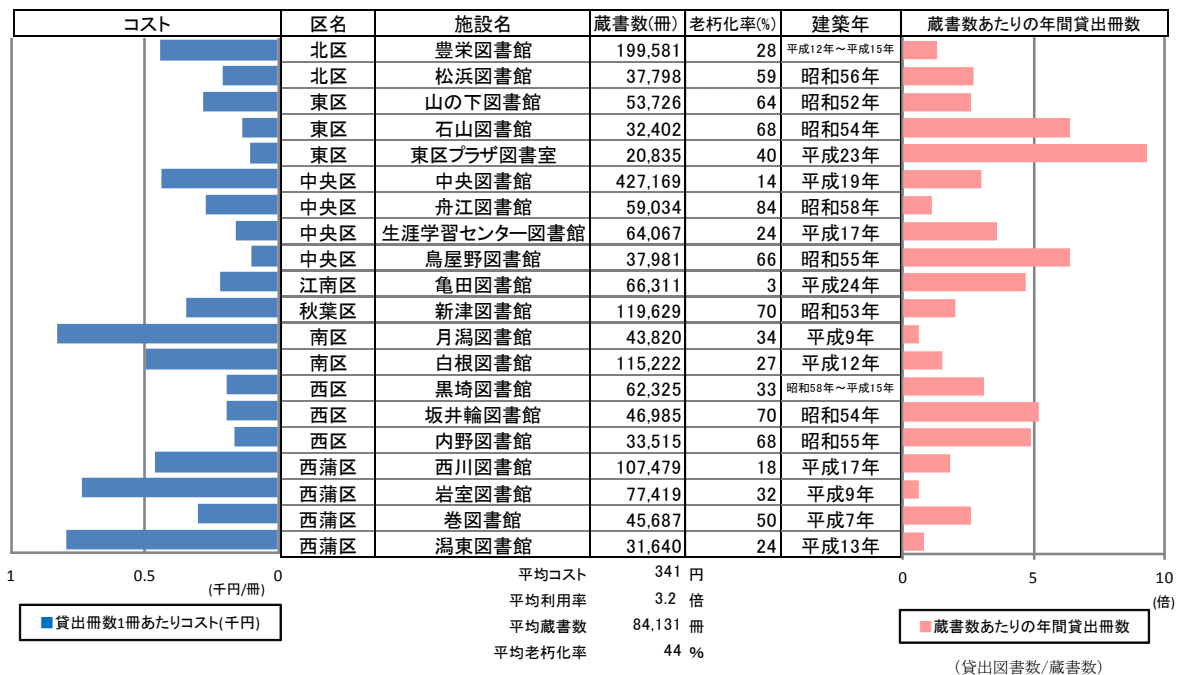 コスト 区名 施設名 蔵書数(冊) 老朽化率(%) 建築年 蔵書数あたりの年間貸出冊数
北区 豊栄図書館 199,581 28 平成12年～平成15年
北区 松浜図書館 37,798 59 昭和56年
東区 山の下図書館 53,726 64 昭和52年
東区 石山図書館 32,402 68 昭和54年
東区 東区プラザ図書室 20,835 40 平成23年
中央区 中央図書館 427,169 14 平成19年
中央区 舟江図書館 59,034 84 昭和58年
中央区 生涯学習センター図書館 64,067 24 平成17年
中央区 鳥屋野図書館 37,981 66 昭和55年
江南区 亀田図書館 66,311 3 平成24年
秋葉区 新津図書館 119,629 70 昭和53年
南区 月潟図書館 43,820 34 平成9年
南区 白根図書館 115,222 27 平成12年
西区 黒埼図書館 62,325 33 昭和58年～平成15年
西区 坂井輪図書館 46,985 70 昭和54年
西区 内野図書館 33,515 68 昭和55年
西蒲区 西川図書館 107,479 18 平成17年
西蒲区 岩室図書館 77,419 32 平成9年
西蒲区 巻図書館 45,687 50 平成7年
西蒲区 潟東図書館 31,640 24 平成13年
1 0.5 0 平均コスト 341 円 0 5 10
(千円/冊) 平均利用率 3.2 倍 (倍)
貸出冊数1冊あたりコスト(千円) 平均蔵書数 84,131 冊 蔵書数あたりの年間貸出冊数
平均老朽化率 44 %
(貸出図書数/蔵書数)